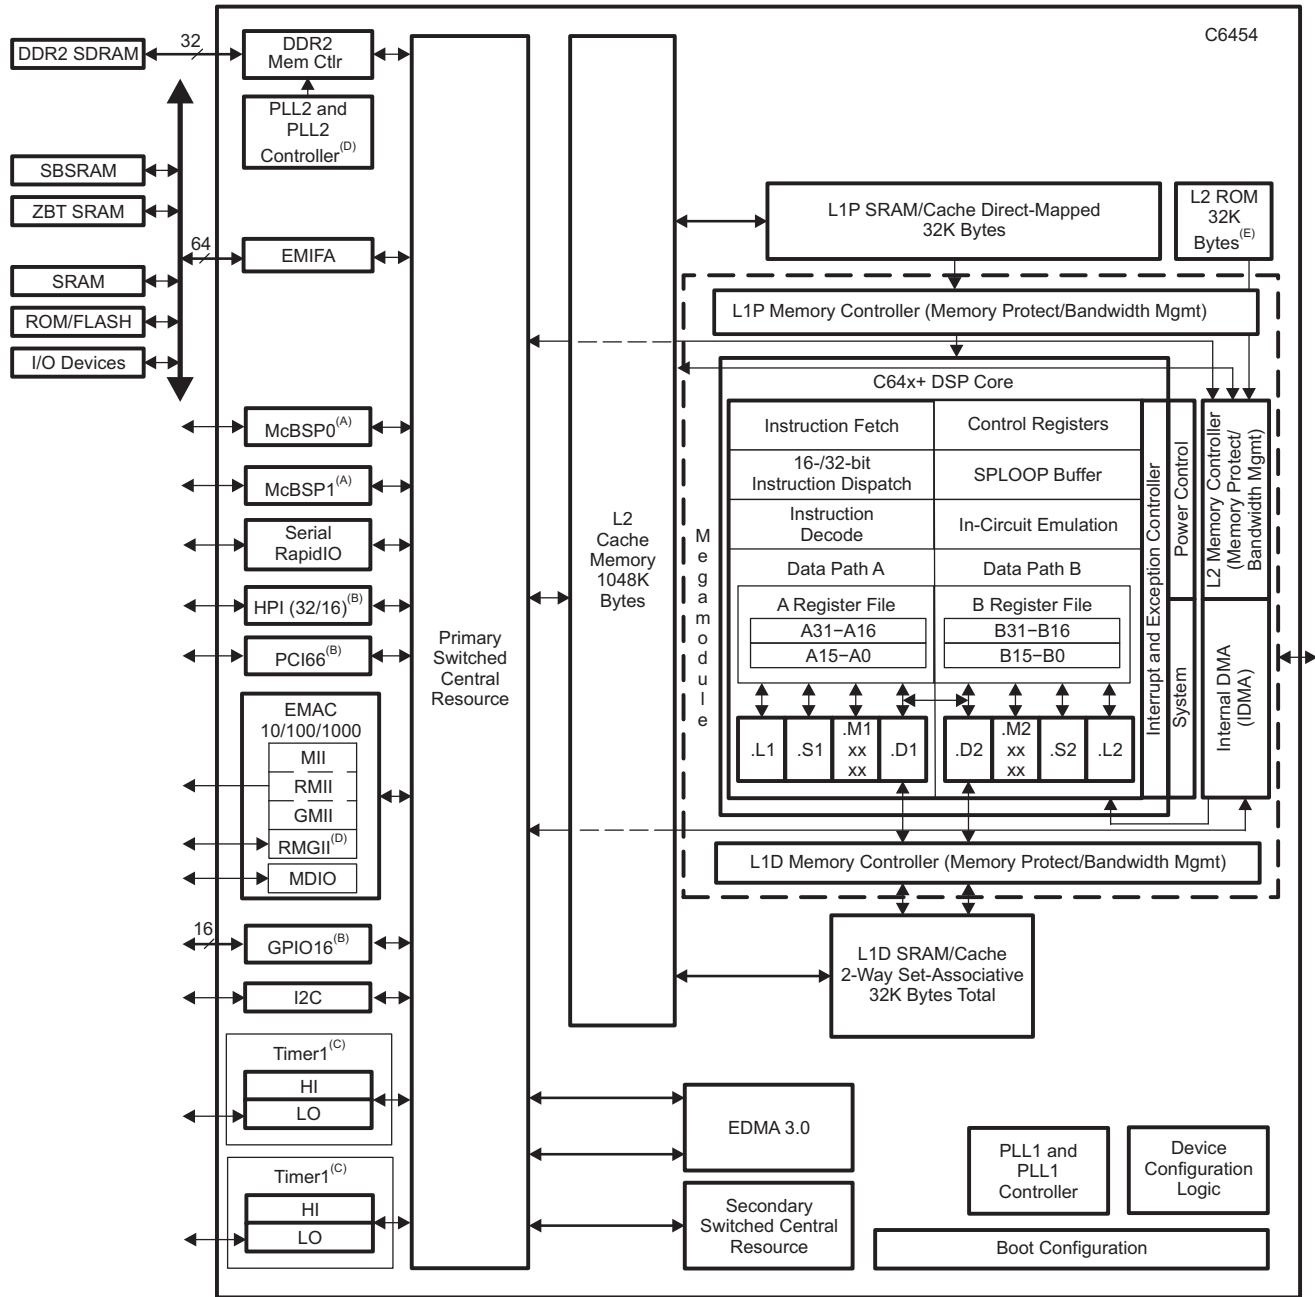 C6454
DDR2 SDRAM
32
DDR2
Mem Ctlr
PLL2 and
PLL2
Controller(D)
SBSRAM
ZBT SRAM
64
EMIFA
SRAM
ROM/FLASH
I/O Devices
McBSP0(A)
McBSP1(A)
Serial
RapidIO
HPI (32/16)(B)
PCI66(B)
EMAC
10/100/1000
MII
RMII
GMII
RMGII(D)
MDIO
16
GPIO16(B)
I2C
Timer1(C)
HI
LO
Timer1(C)
HI
LO
Primary
Switched
Central
Resource
L2
Cache
Memory
1048K
Bytes
L1P SRAM/Cache Direct-Mapped
32K Bytes
L2 ROM
32K
Bytes(E)
L1P Memory Controller (Memory Protect/Bandwidth Mgmt)
Megamodule
C64x+ DSP Core
Instruction Fetch
Control Registers
16-/32-bit
Instruction Dispatch
SPLOOP Buffer
Instruction
Decode
In-Circuit Emulation
Data Path A
Data Path B
A Register File
B Register File
A31−A16
B31−B16
A15−A0
B15−B0
.L1
.S1
.M1
xx
xx
.D1
.D2
.M2
xx
xx
.S2
.L2
Interrupt and Exception Controller
Power Control
System
L2 Memory Controller
(Memory Protect/
Bandwidth Mgmt)
Internal DMA
(IDMA)
L1D Memory Controller (Memory Protect/Bandwidth Mgmt)
L1D SRAM/Cache
2-Way Set-Associative
32K Bytes Total
EDMA 3.0
Secondary
Switched Central
Resource
PLL1 and
PLL1
Controller
Device
Configuration
Logic
Boot Configuration